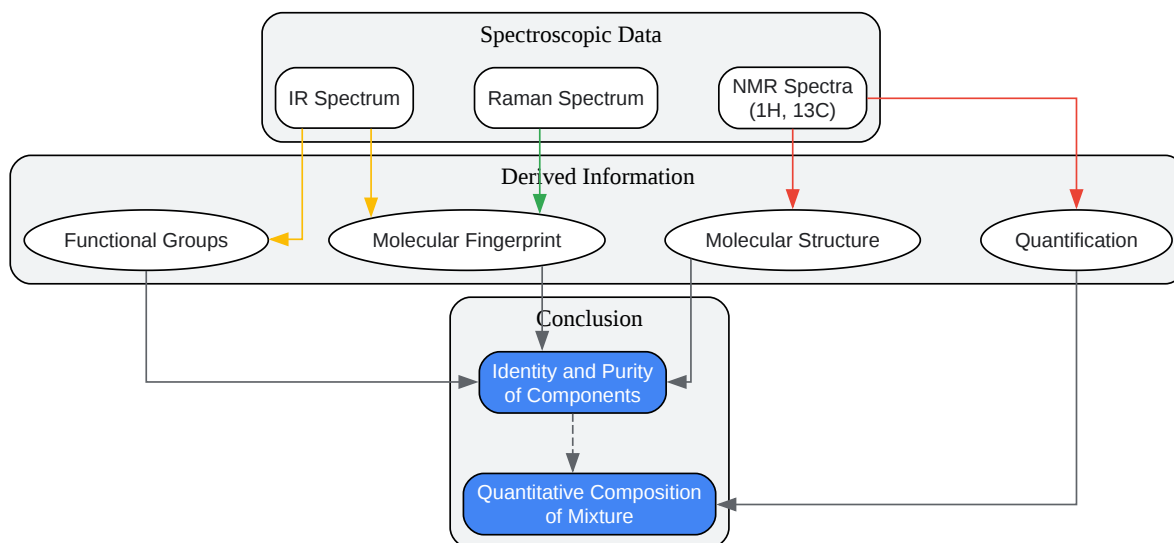 Spectroscopic Data
IR Spectrum
Raman Spectrum
NMR Spectra
(1H, 13C)
Derived Information
Functional Groups
Molecular Fingerprint
Molecular Structure
Quantification
Conclusion
Identity and Purity
of Components
Quantitative Composition
of Mixture